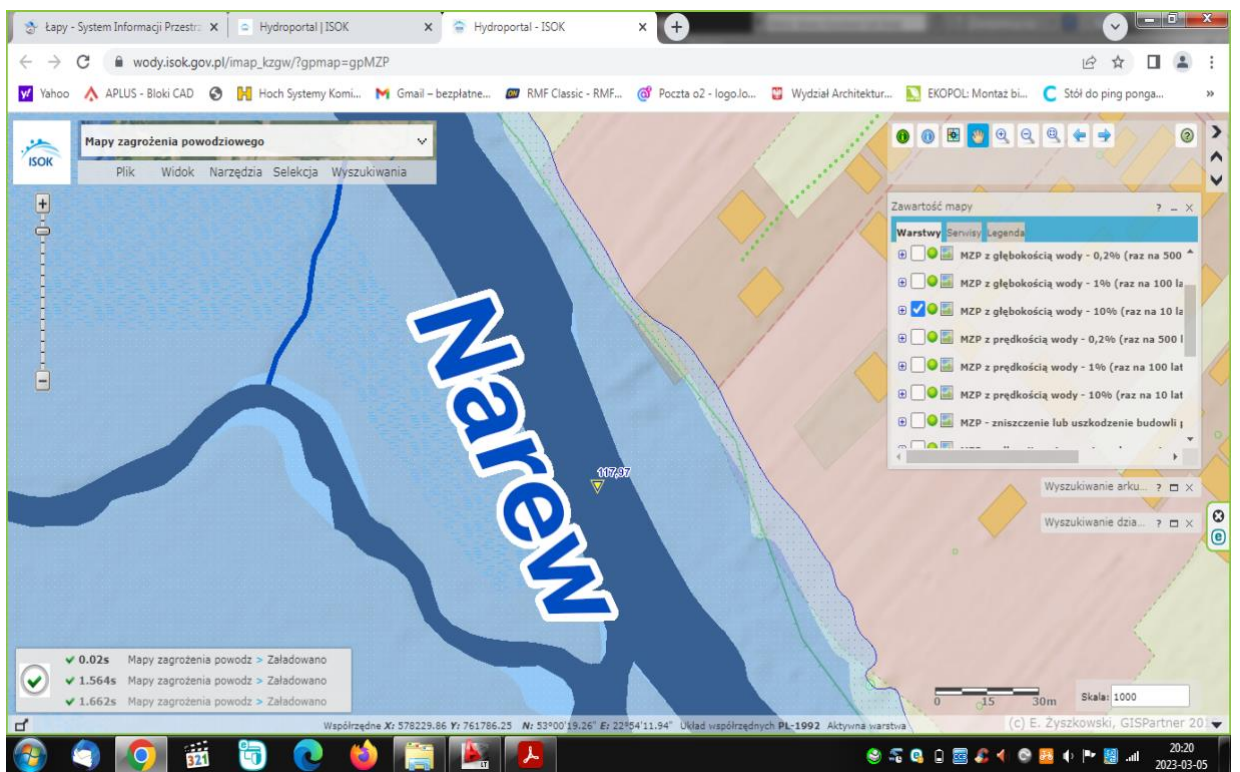 Łapy - System Informacji Przestrz
Hydroportal | ISOK
Hydroportal - ISOK
wody.isok.gov.pl/imap_kzgw/?gpmap=gpMZP
Yahoo
APLUS - Bloki CAD
Hoch Systemy Komi...
Gmail – bezpłatne...
RMF Classic - RMF...
Poczta o2 - logo.lo...
Wydział Architektur...
EKOPOL: Montaż bi...
Stół do ping ponga...
ISOK
Mapy zagrożenia powodziowego
Plik Widok Narzędzia Selekcja Wyszukiwania
Zawartość mapy
Warstwy Serwisy Legenda
MZP z głębokością wody - 0,2% (raz na 500
MZP z głębokością wody - 1% (raz na 100 la
MZP z głębokością wody - 10% (raz na 10 la
MZP z prędkością wody - 0,2% (raz na 500 l
MZP z prędkością wody - 1% (raz na 100 lat
MZP z prędkością wody - 10% (raz na 10 lat
MZP - zniszczenie lub uszkodzenie budowli
Wyszukiwanie arku...
Wyszukiwanie dzia...
Narew
117,97
0.02s Mapy zagrożenia powodz > Załadowano
1.564s Mapy zagrożenia powodz > Załadowano
1.662s Mapy zagrożenia powodz > Załadowano
0 15 30m
Skala: 1000
Współrzędne X: 578229.86 Y: 761786.25 N: 53°00'19.26" E: 22°54'11.94" Układ współrzędnych PL-1992 Aktywna warstwa
(c) E. Żyszkowski, GISPartner 201
321
LT
20:20
2023-03-05